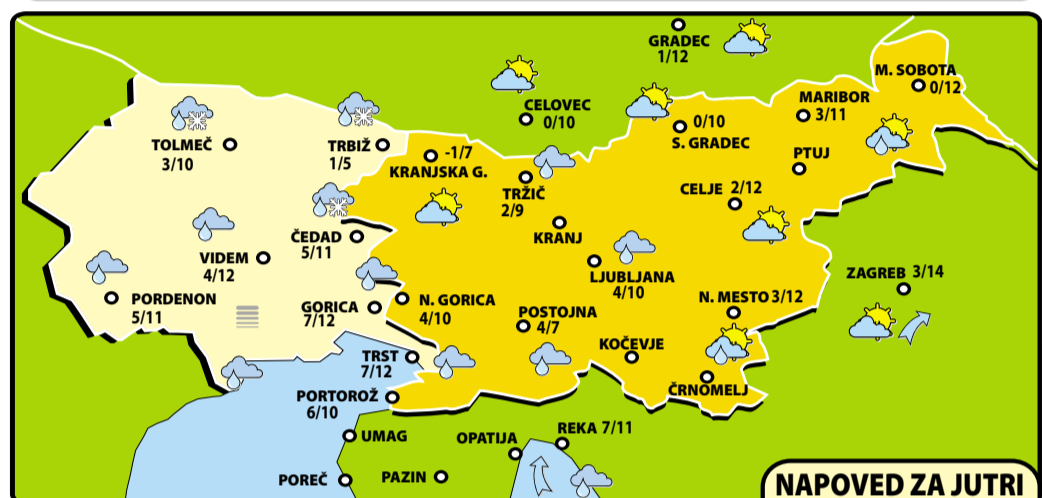 GRADEC
1/12
M. SOBOTA
0/12
CELOVEC
0/10
MARIBOR
3/11
0/10
S. GRADEC
TOLMEČ
3/10
TRBIŽ
1/5
-1/7
KRANJSKA G.
PTUJ
TRŽIČ
2/9
CELJE 2/12
KRANJ
ČEDAD
5/11
VIDEM
4/12
LJUBLJANA
4/10
ZAGREB 3/14
PORDENON
5/11
GORICA
7/12
N. GORICA
4/10
N. MESTO 3/12
POSTOJNA
4/7
KOČEVJE
TRST
7/12
ČRNOMELJ
PORTOROŽ
6/10
UMAG
OPATIJA
REKA 7/11
POREČ
PAZIN
NAPOVED ZA JUTRI